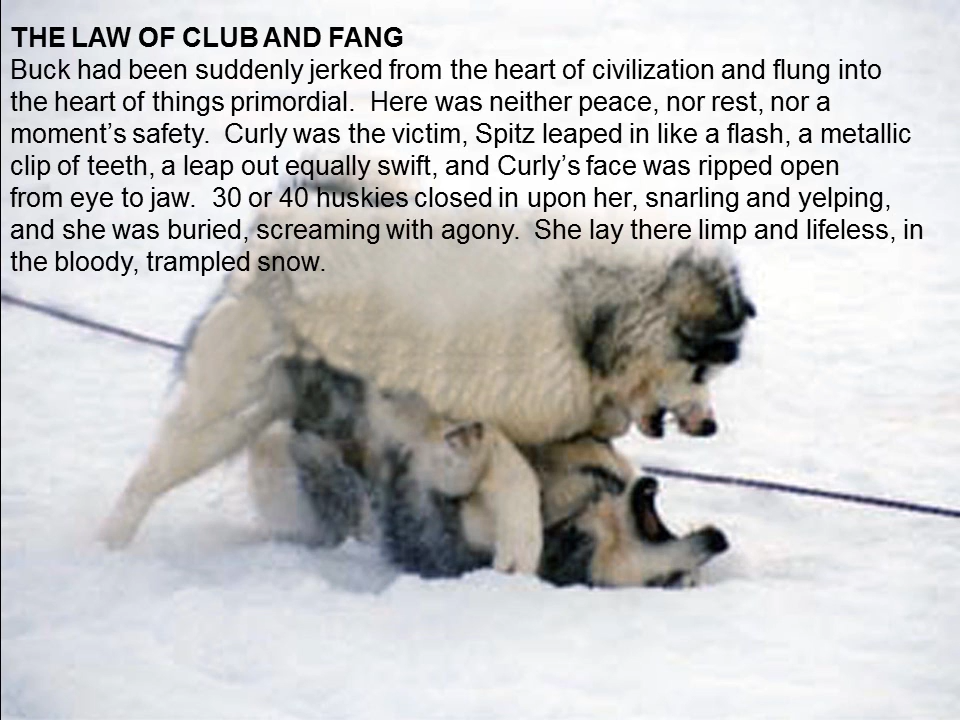 THE LAW OF CLUB AND FANG
Buck had been suddenly jerked from the heart of civilization and flung into
the heart of things primordial.  Here was neither peace, nor rest, nor a
moment’s safety.  Curly was the victim, Spitz leaped in like a flash, a metallic
clip of teeth, a leap out equally swift, and Curly’s face was ripped open
from eye to jaw.  30 or 40 huskies closed in upon her, snarling and yelping,
and she was buried, screaming with agony.  She lay there limp and lifeless, in
the bloody, trampled snow.